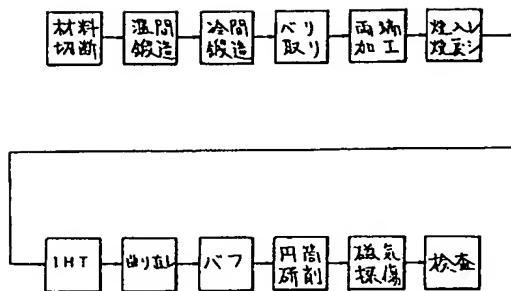 材料
切断
温間
鍛造
冷間
鍛造
バリ
取り
両端
加工
焼入レ
焼戻シ
IHT
曲り直し
バフ
円筒
研削
磁気
探傷
検査